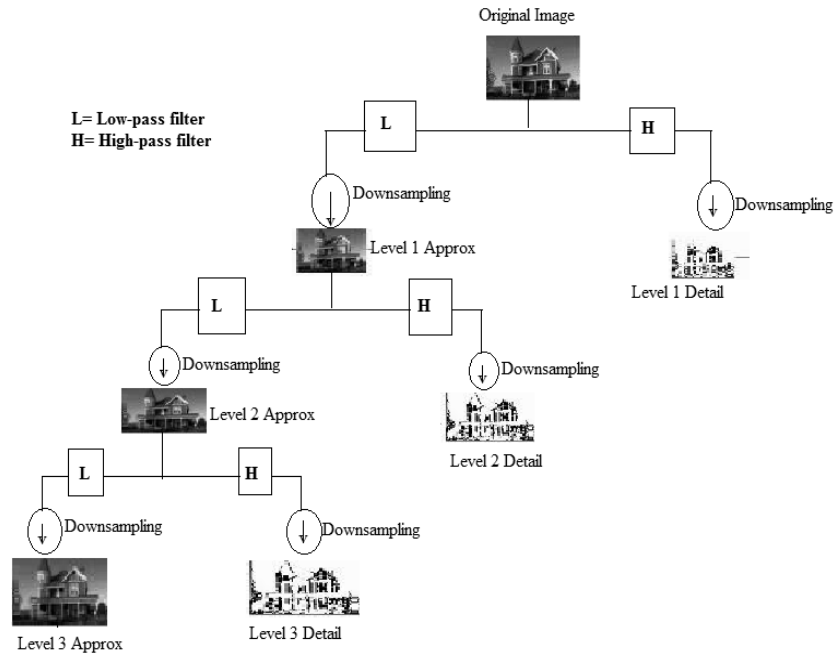 Original Image
L= Low-pass filter
H= High-pass filter
L
H
Downsampling
Downsampling
Level 1 Approx
Level 1 Detail
L
H
Downsampling
Downsampling
Level 2 Approx
Level 2 Detail
L
H
Downsampling
Downsampling
Level 3 Approx
Level 3 Detail